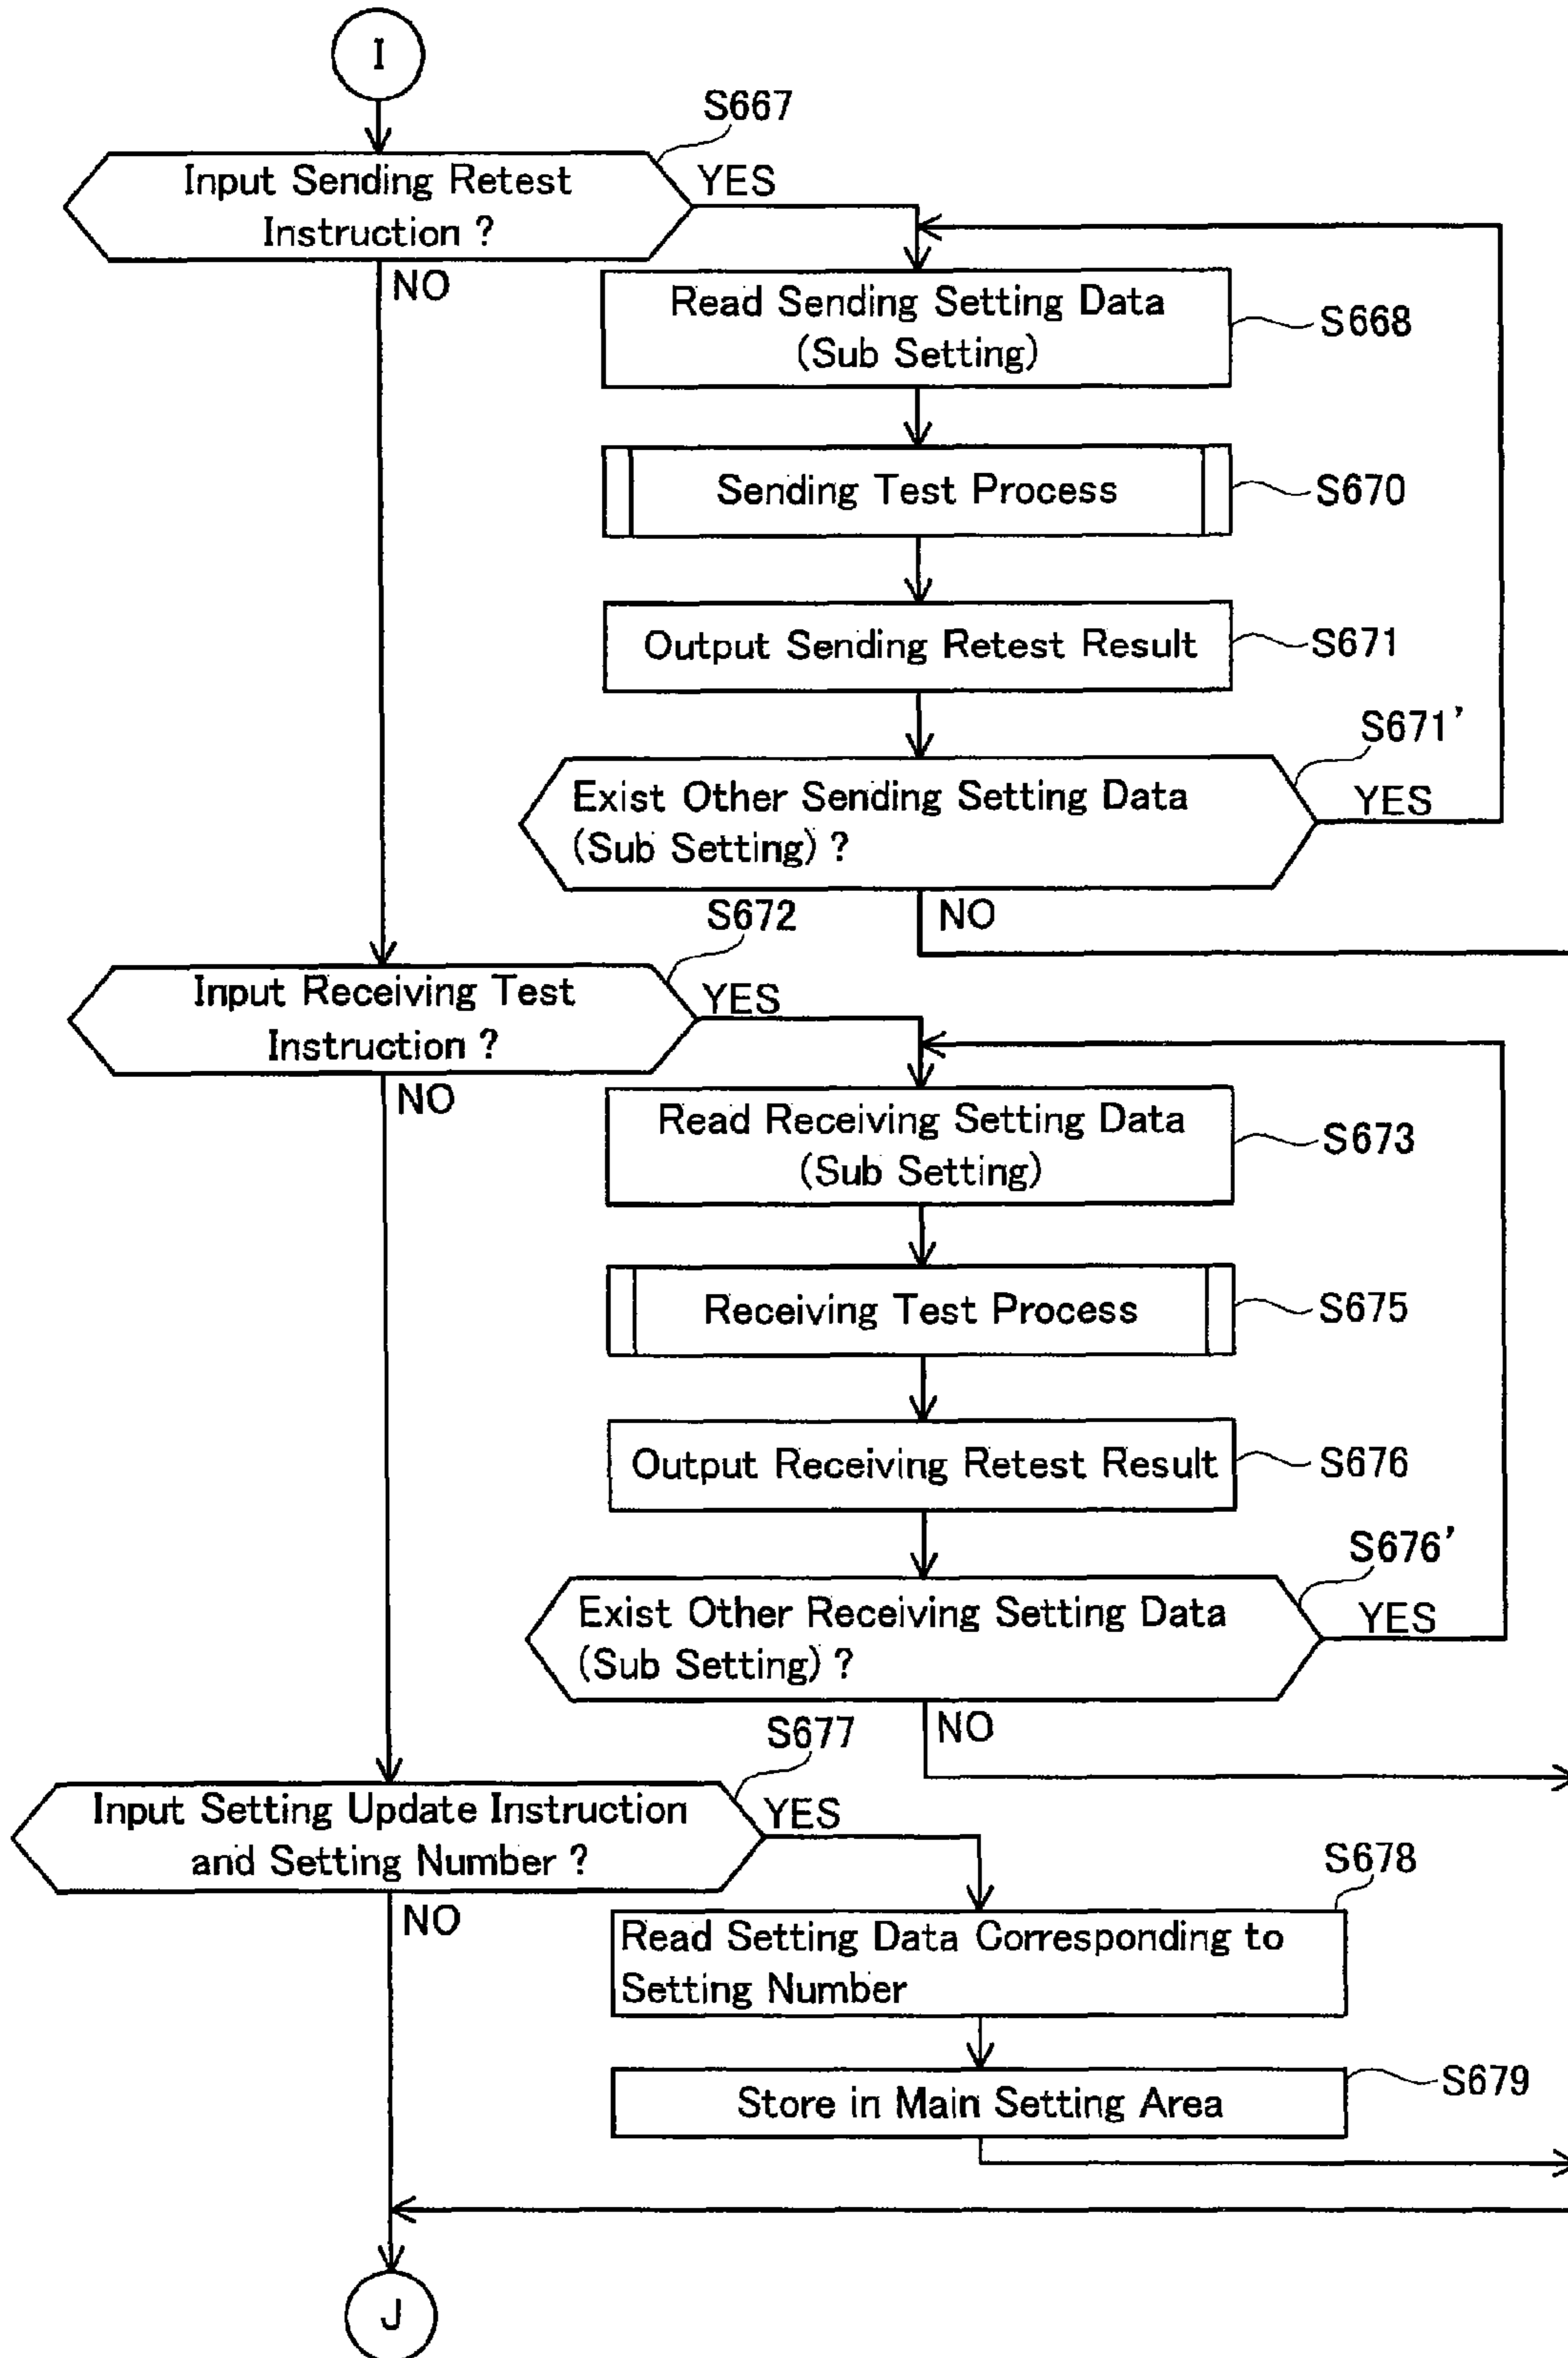 I
S667
Input Sending Retest
Instruction ?
YES
NO
Read Sending Setting Data
(Sub Setting)
S668
Sending Test Process
S670
Output Sending Retest Result
S671
S671'
Exist Other Sending Setting Data
(Sub Setting) ?
YES
NO
S672
Input Receiving Test
Instruction ?
YES
NO
Read Receiving Setting Data
(Sub Setting)
S673
Receiving Test Process
S675
Output Receiving Retest Result
S676
S676'
Exist Other Receiving Setting Data
(Sub Setting) ?
YES
NO
S677
Input Setting Update Instruction
and Setting Number ?
YES
NO
S678
Read Setting Data Corresponding to
Setting Number
Store in Main Setting Area
S679
J